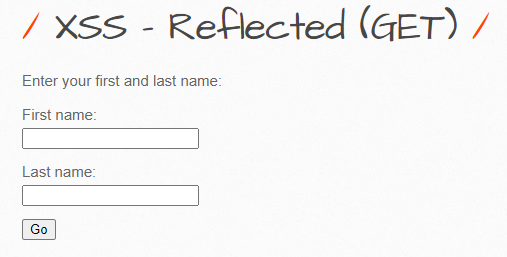 / XSS - Reflected (GET) /
Enter your first and last name:
First name:
Last name:
Go